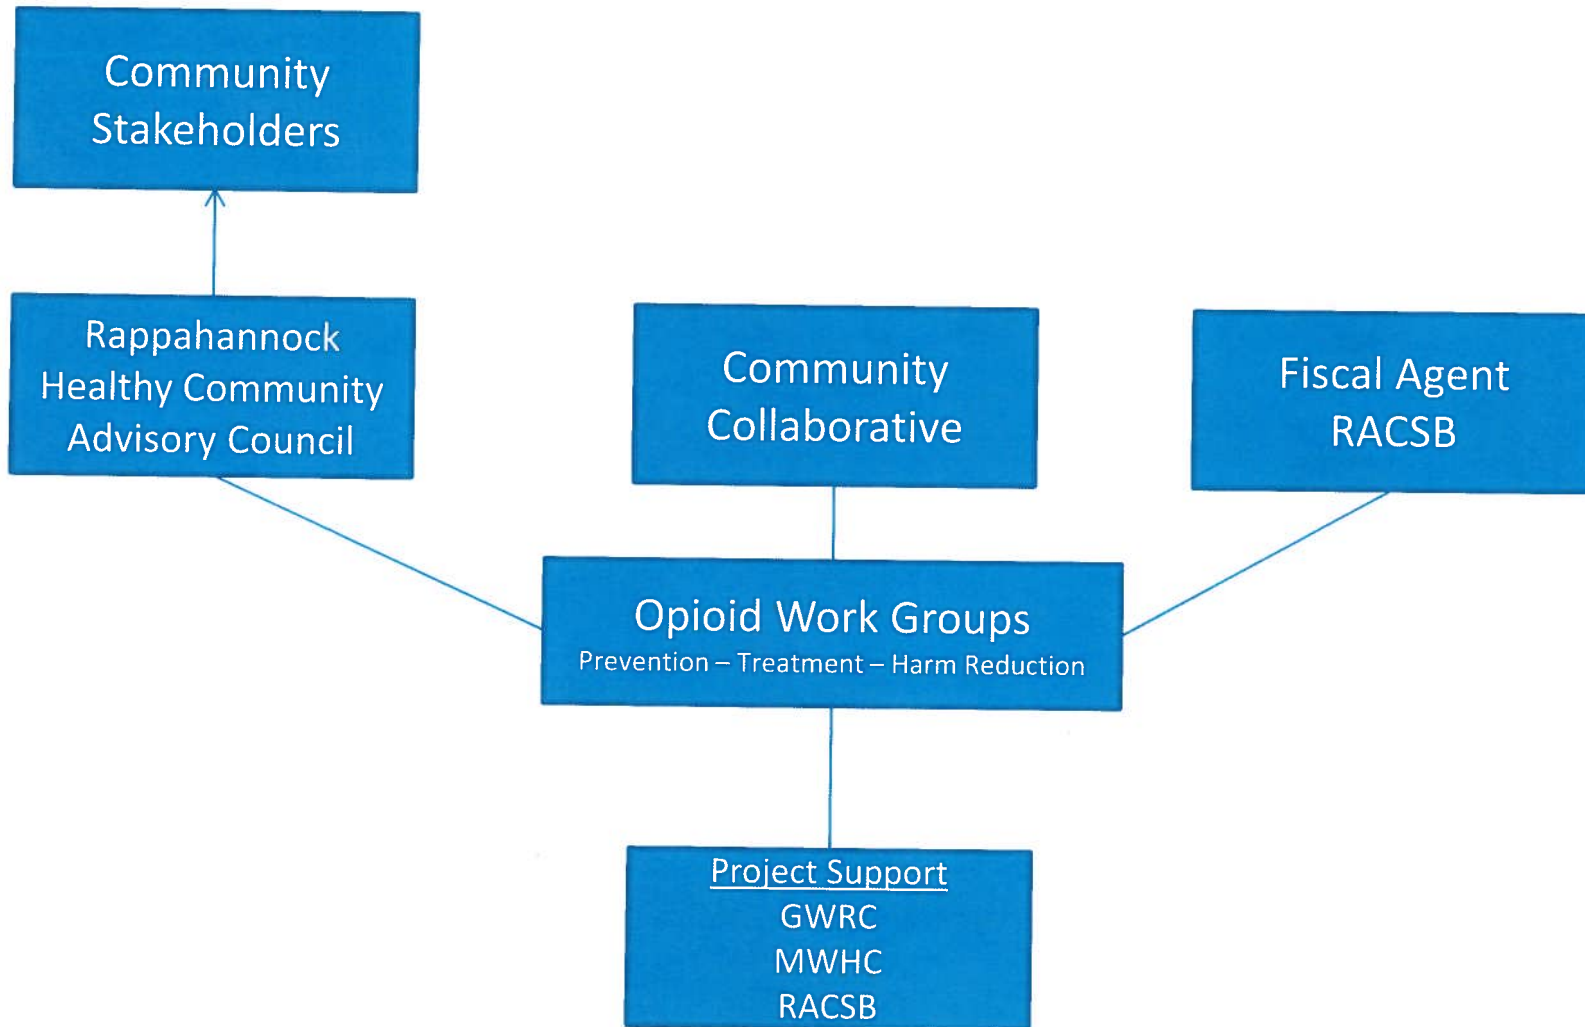 Community
Stakeholders
Rappahannock
Healthy Community
Advisory Council
Community
Collaborative
Fiscal Agent
RACSB
Opioid Work Groups
Prevention – Treatment – Harm Reduction
Project Support
GWRC
MWHC
RACSB